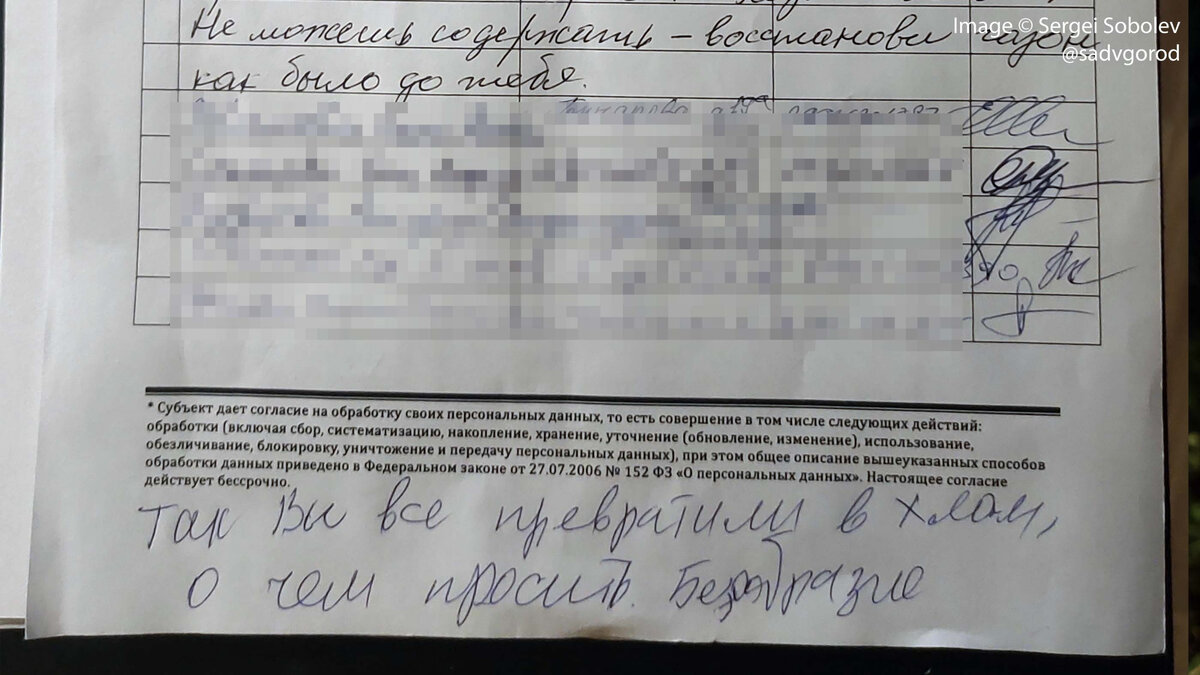 Image © Sergei Sobolev
@sadvgorod
Не можешь содержать – восстанови газон
как было до тебя.
* Субъект дает согласие на обработку своих персональных данных, то есть совершение в том числе следующих действий:
обработки (включая сбор, систематизацию, накопление, хранение, уточнение (обновление, изменение), использование,
обезличивание, блокировку, уничтожение и передачу персональных данных), при этом общее описание вышеуказанных способов
обработки данных приведено в Федеральном законе от 27.07.2006 № 152 ФЗ «О персональных данных». Настоящее согласие
действует бессрочно.
Так Вы все превратили в хлам,
о чем просить. Безобразие